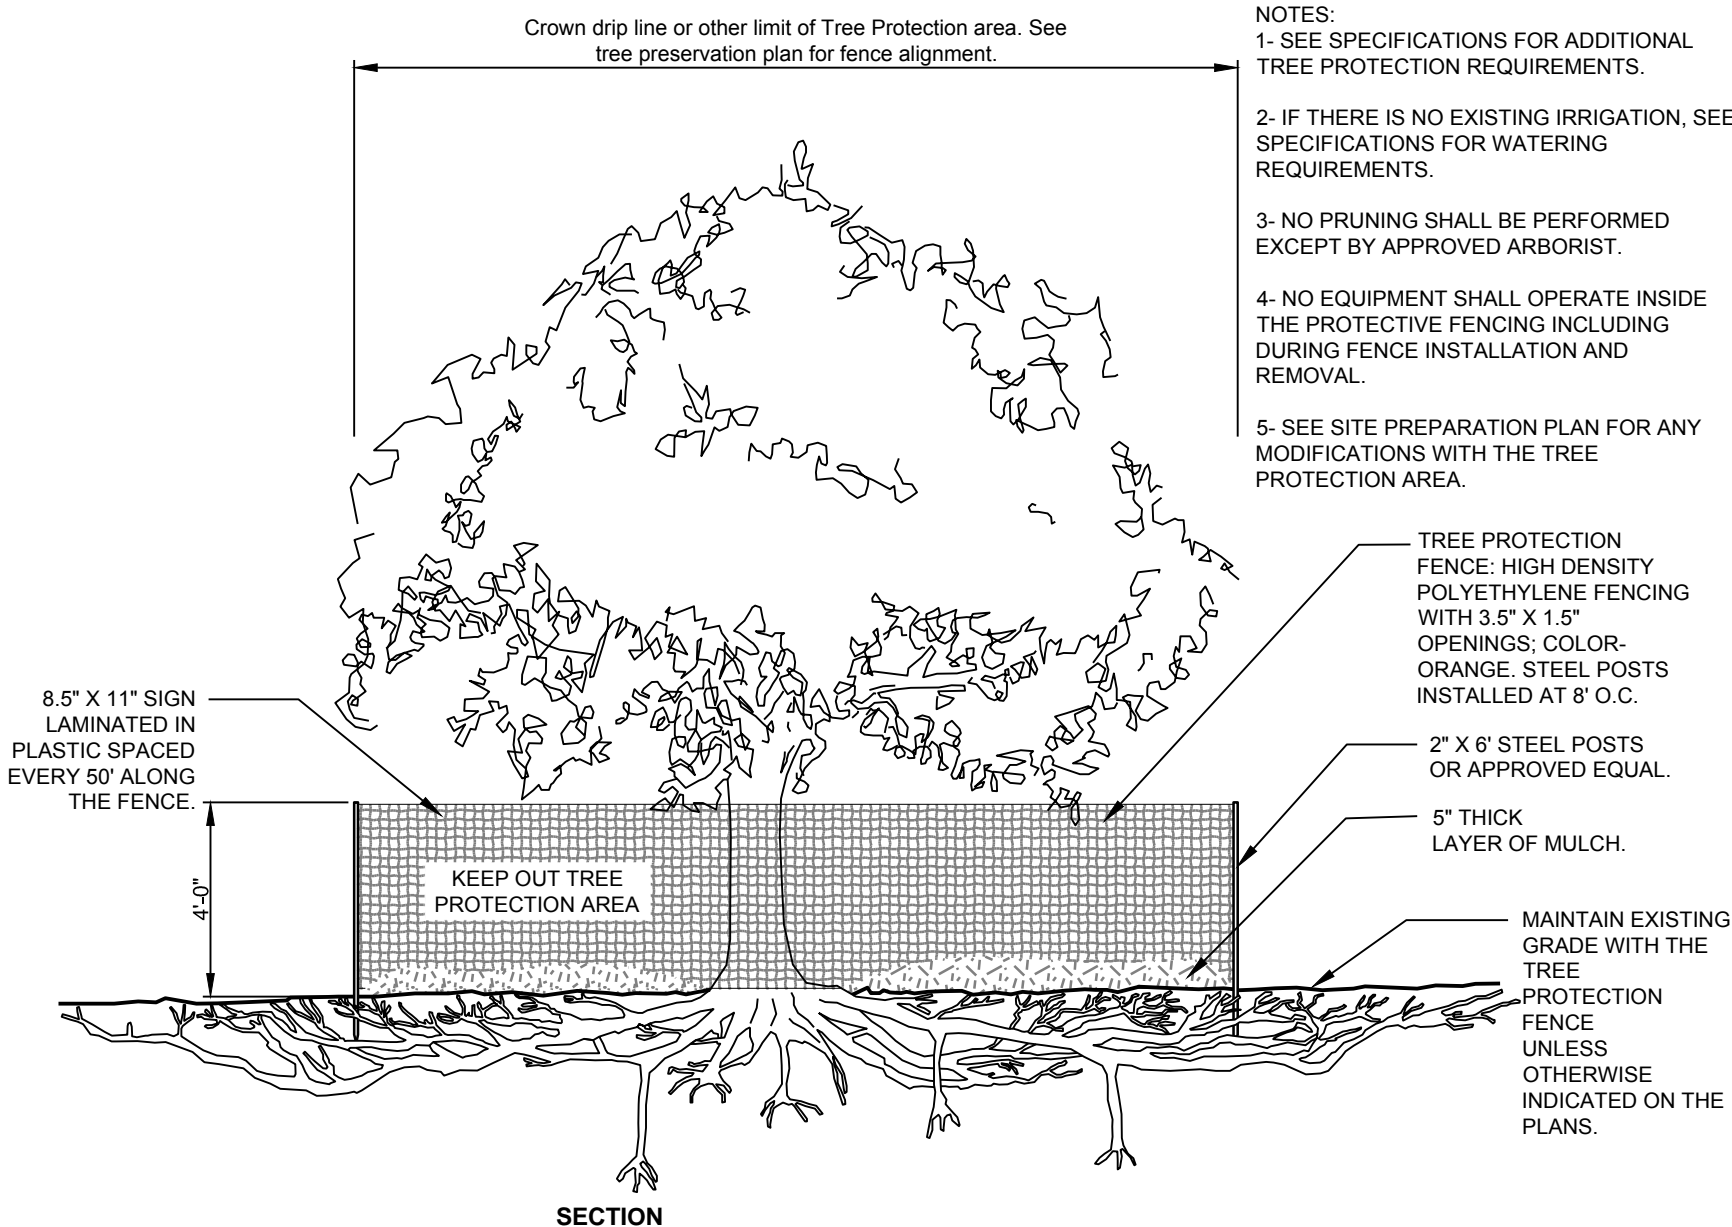 Crown drip line or other limit of Tree Protection area. See
tree preservation plan for fence alignment.
NOTES:
1- SEE SPECIFICATIONS FOR ADDITIONAL
TREE PROTECTION REQUIREMENTS.
2- IF THERE IS NO EXISTING IRRIGATION, SEE
SPECIFICATIONS FOR WATERING
REQUIREMENTS.
3- NO PRUNING SHALL BE PERFORMED
EXCEPT BY APPROVED ARBORIST.
4- NO EQUIPMENT SHALL OPERATE INSIDE
THE PROTECTIVE FENCING INCLUDING
DURING FENCE INSTALLATION AND
REMOVAL.
5- SEE SITE PREPARATION PLAN FOR ANY
MODIFICATIONS WITH THE TREE
PROTECTION AREA.
TREE PROTECTION
FENCE: HIGH DENSITY
POLYETHYLENE FENCING
WITH 3.5" X 1.5"
OPENINGS; COLOR-
ORANGE. STEEL POSTS
INSTALLED AT 8' O.C.
8.5" X 11" SIGN
LAMINATED IN
PLASTIC SPACED
EVERY 50' ALONG
THE FENCE.
2" X 6' STEEL POSTS
OR APPROVED EQUAL.
5" THICK
LAYER OF MULCH.
4'-0"
KEEP OUT TREE
PROTECTION AREA
MAINTAIN EXISTING
GRADE WITH THE
TREE
PROTECTION
FENCE
UNLESS
OTHERWISE
INDICATED ON THE
PLANS.
SECTION